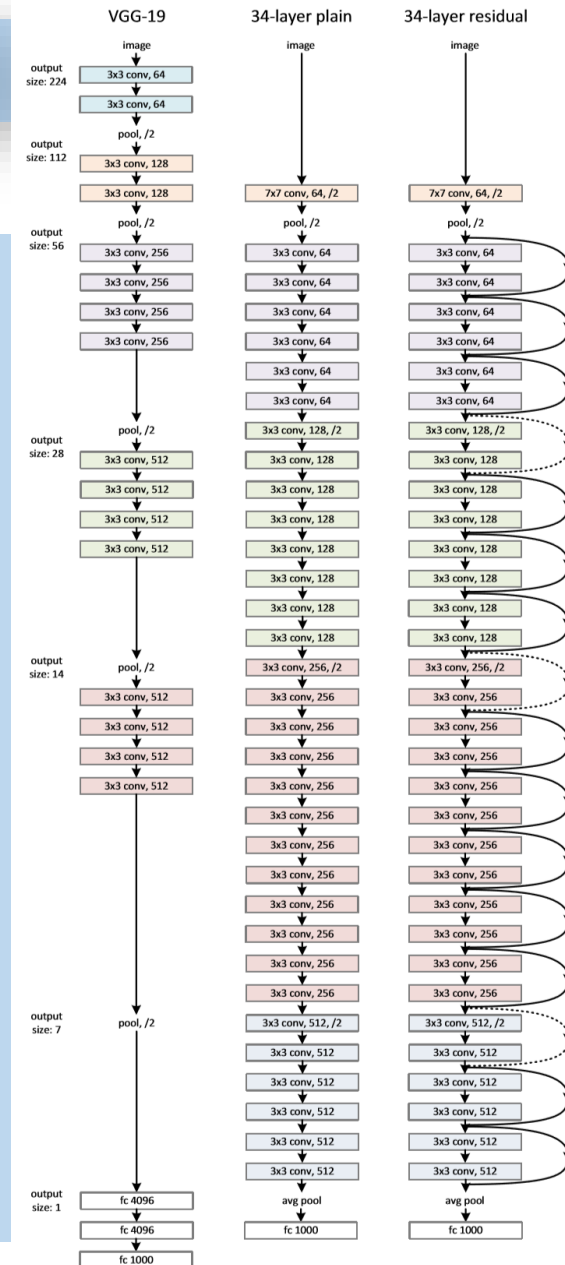 VGG-19
image
output
size: 224
3x3 conv, 64
3x3 conv, 64
pool, /2
output
size: 112
3x3 conv, 128
3x3 conv, 128
pool, /2
output
size: 56
3x3 conv, 256
3x3 conv, 256
3x3 conv, 256
3x3 conv, 256
pool, /2
output
size: 28
3x3 conv, 512
3x3 conv, 512
3x3 conv, 512
3x3 conv, 512
pool, /2
output
size: 14
3x3 conv, 512
3x3 conv, 512
3x3 conv, 512
3x3 conv, 512
output
size: 7
pool, /2
output
size: 1
fc 4096
fc 4096
fc 1000
34-layer plain
image
7x7 conv, 64, /2
pool, /2
3x3 conv, 64
3x3 conv, 64
3x3 conv, 64
3x3 conv, 64
3x3 conv, 64
3x3 conv, 64
3x3 conv, 128, /2
3x3 conv, 128
3x3 conv, 128
3x3 conv, 128
3x3 conv, 128
3x3 conv, 128
3x3 conv, 128
3x3 conv, 128
3x3 conv, 256, /2
3x3 conv, 256
3x3 conv, 256
3x3 conv, 256
3x3 conv, 256
3x3 conv, 256
3x3 conv, 256
3x3 conv, 256
3x3 conv, 256
3x3 conv, 256
3x3 conv, 256
3x3 conv, 256
3x3 conv, 512, /2
3x3 conv, 512
3x3 conv, 512
3x3 conv, 512
3x3 conv, 512
3x3 conv, 512
avg pool
fc 1000
34-layer residual
image
7x7 conv, 64, /2
pool, /2
3x3 conv, 64
3x3 conv, 64
3x3 conv, 64
3x3 conv, 64
3x3 conv, 64
3x3 conv, 64
3x3 conv, 128, /2
3x3 conv, 128
3x3 conv, 128
3x3 conv, 128
3x3 conv, 128
3x3 conv, 128
3x3 conv, 128
3x3 conv, 128
3x3 conv, 256, /2
3x3 conv, 256
3x3 conv, 256
3x3 conv, 256
3x3 conv, 256
3x3 conv, 256
3x3 conv, 256
3x3 conv, 256
3x3 conv, 256
3x3 conv, 256
3x3 conv, 256
3x3 conv, 256
3x3 conv, 512, /2
3x3 conv, 512
3x3 conv, 512
3x3 conv, 512
3x3 conv, 512
3x3 conv, 512
avg pool
fc 1000